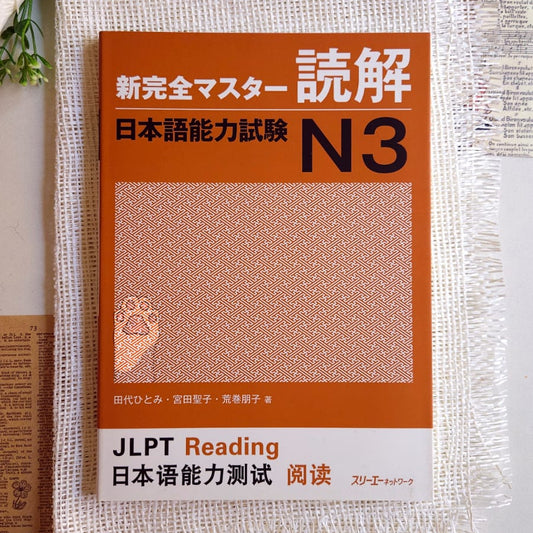 新完全マスター 読解
日本語能力試験 N3
田代ひとみ・宮田聖子・荒巻朋子 著
JLPT Reading
日本语能力测试 阅读
スリーエーネットワーク
73